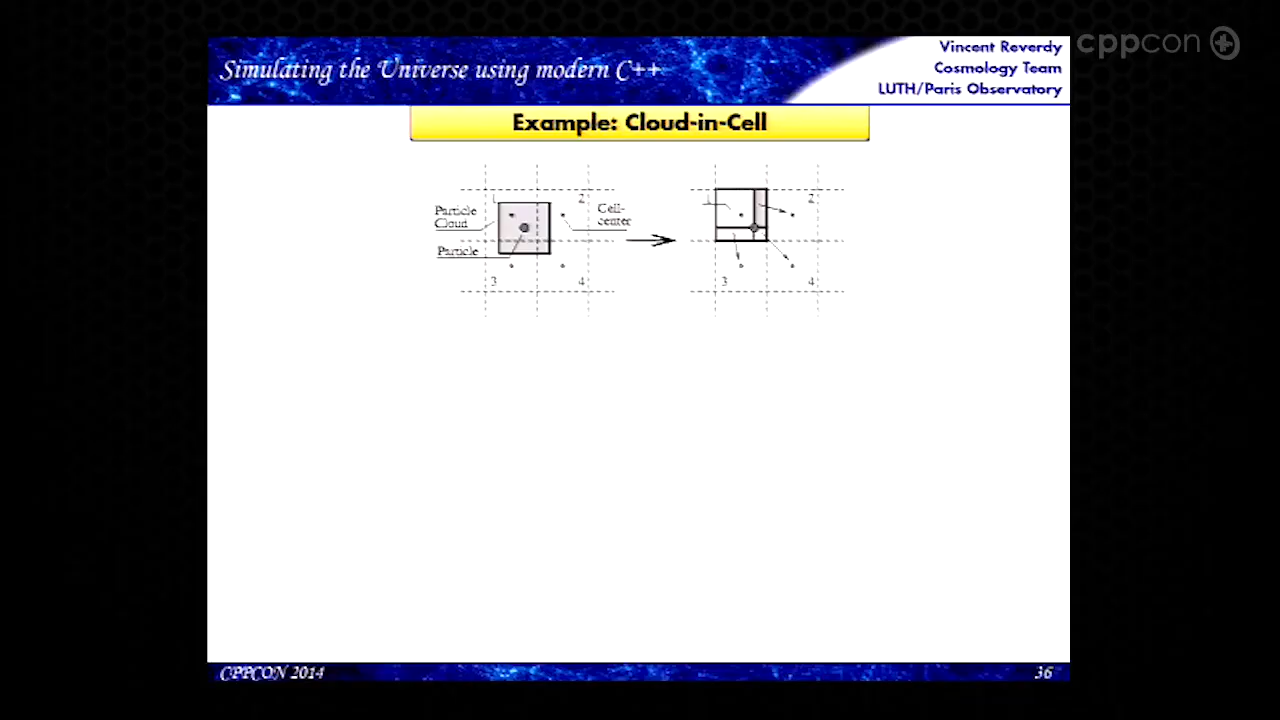 Simulating the Universe using modern C++
Vincent Reverdy
Cosmology Team
LUTH/Paris Observatory
cppcon
Example: Cloud-in-Cell
1
2
Particle
Cloud
Cell-
center
Particle
3
4
1
2
3
4
CPPCON 2014
36